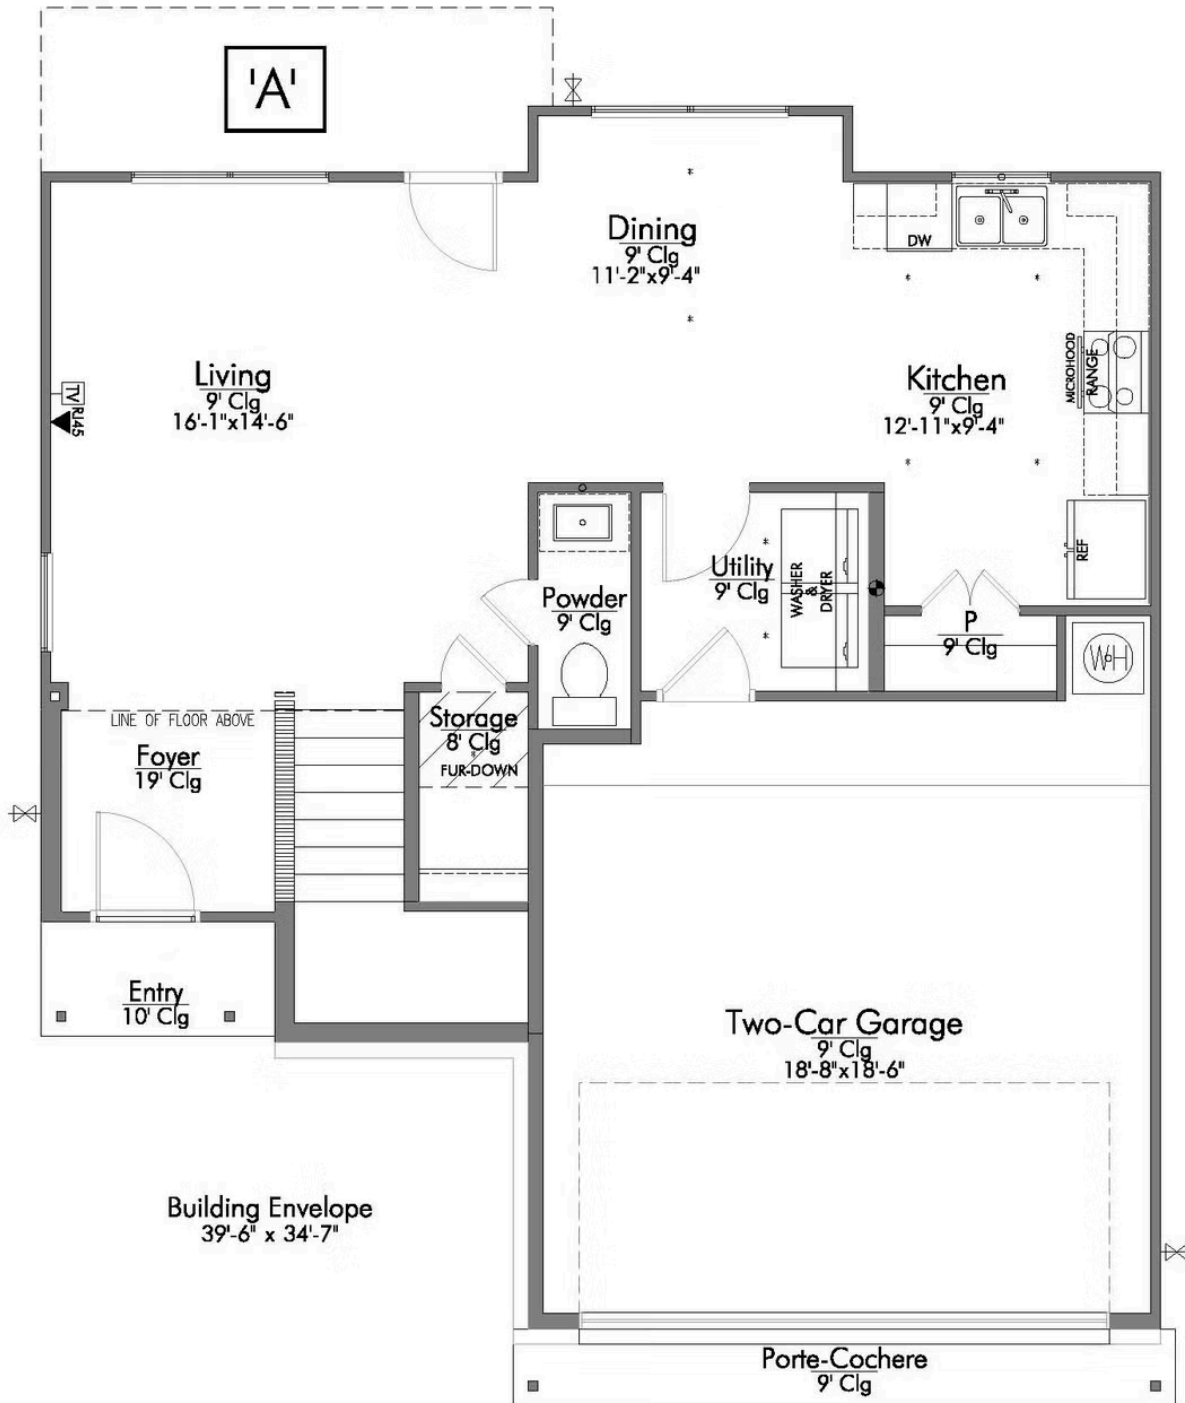 'A'
Dining
9' Clg
11'-2"x9'-4"
DW
Living
9' Clg
16'-1"x14'-6"
TV
RJ45
Kitchen
9' Clg
12'-11"x9'-4"
MICROHOOD
RANGE
REF
Utility
9' Clg
WASHER
&
DRYER
Powder
9' Clg
P
9' Clg
WH
LINE OF FLOOR ABOVE
Foyer
19' Clg
Storage
8' Clg
FUR-DOWN
Entry
10' Clg
Two-Car Garage
9' Clg
18'-8"x18'-6"
Building Envelope
39'-6" x 34'-7"
Porte-Cochere
9' Clg